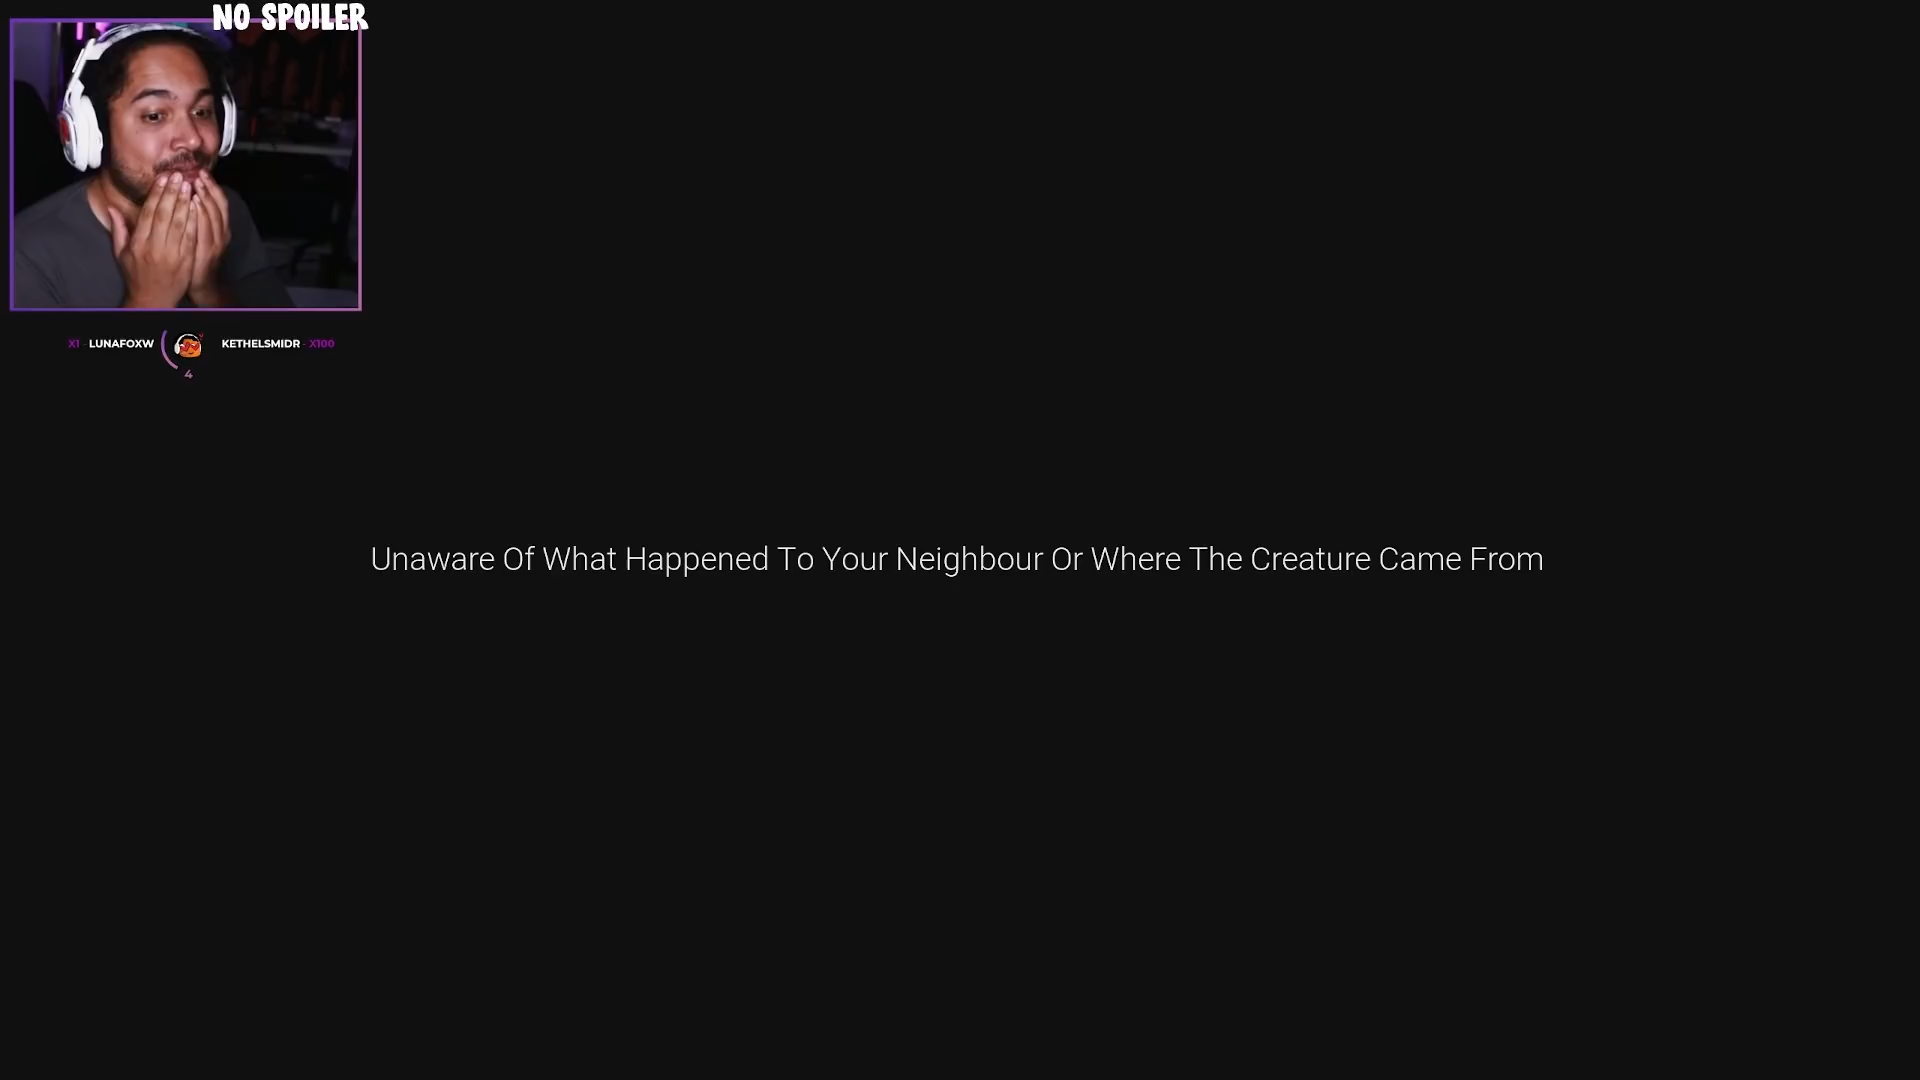 NO SPOILER
X1 - LUNAFOXW
KETHELSMIDR - X100
4
Unaware Of What Happened To Your Neighbour Or Where The Creature Came From